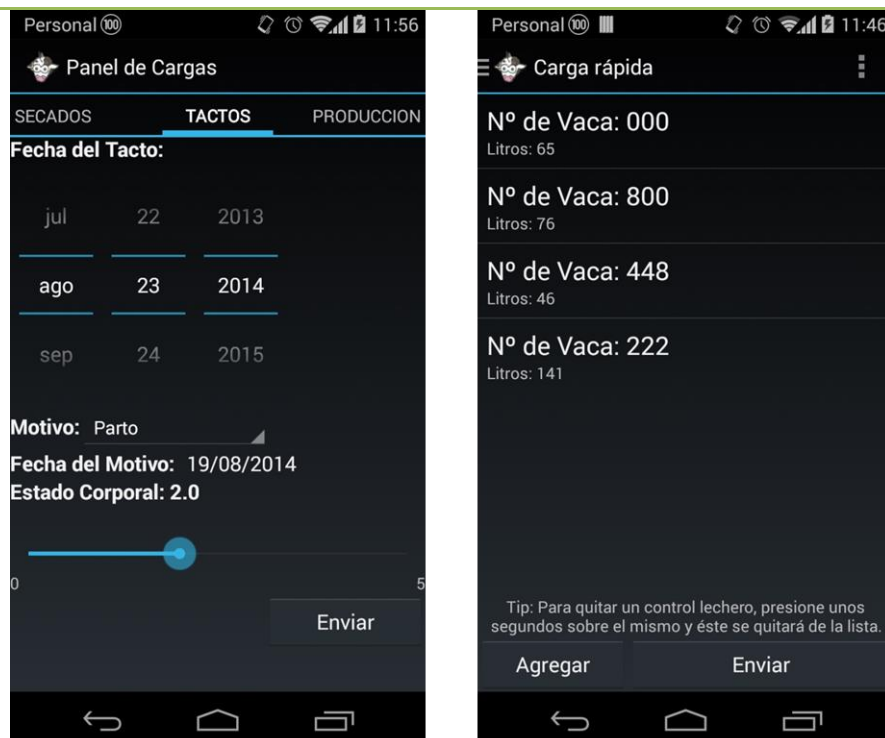 Personal 100 11:56
Panel de Cargas
SECADOS TACTOS PRODUCCION
Fecha del Tacto:
jul 22 2013
ago 23 2014
sep 24 2015
Motivo: Parto
Fecha del Motivo: 19/08/2014
Estado Corporal: 2.0
0 5
Enviar
Personal 100 11:46
Carga rápida
Nº de Vaca: 000
Litros: 65
Nº de Vaca: 800
Litros: 76
Nº de Vaca: 448
Litros: 46
Nº de Vaca: 222
Litros: 141
Tip: Para quitar un control lechero, presione unos
segundos sobre el mismo y éste se quitará de la lista.
Agregar Enviar